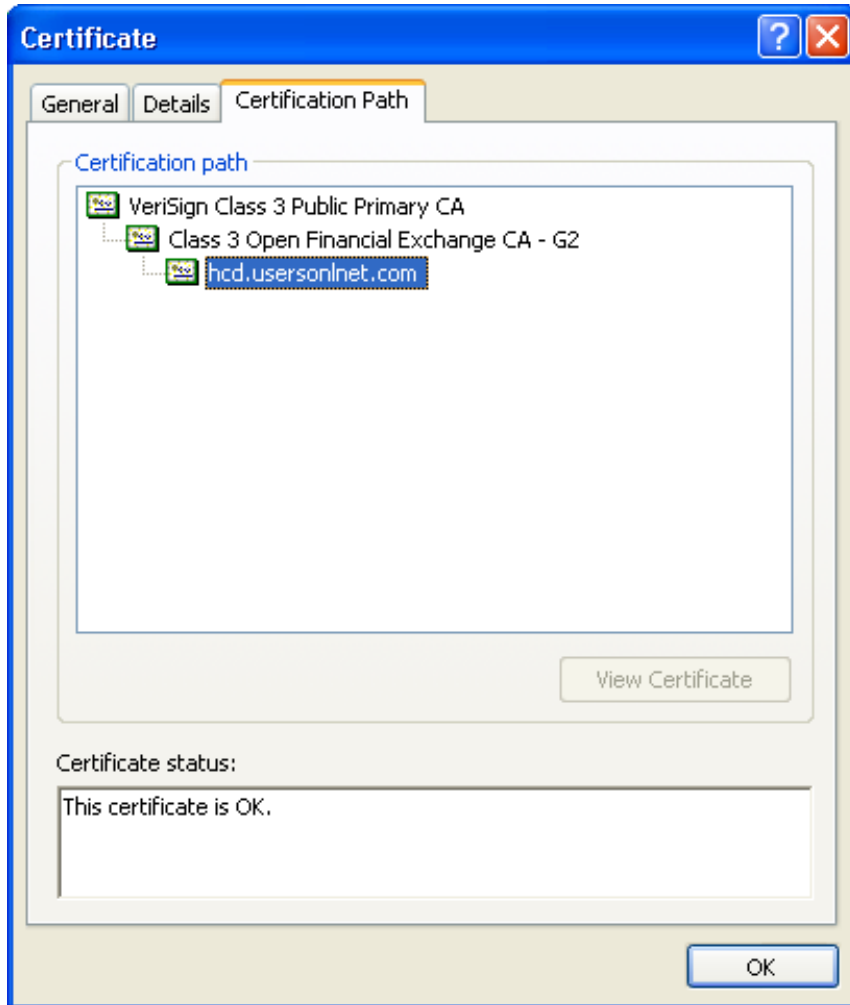 Certificate
General Details Certification Path
Certification path
VeriSign Class 3 Public Primary CA
Class 3 Open Financial Exchange CA - G2
hcd.usersonlnet.com
View Certificate
Certificate status:
This certificate is OK.
OK